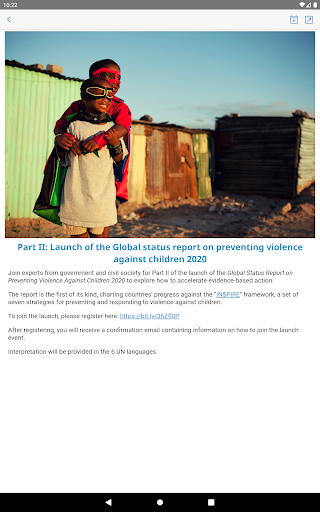 10:22
Part II: Launch of the Global status report on preventing violence
against children 2020
Join experts from government and civil society for Part II of the launch of the Global Status Report on
Preventing Violence Against Children 2020 to explore how to accelerate evidence-based action.
The report is the first of its kind, charting countries' progress against the "INSPIRE" framework, a set of
seven strategies for preventing and responding to violence against children.
To join the launch, please register here:
After registering, you will receive a confirmation email containing information on how to join the launch
event.
Interpretation will be provided in the 6 UN languages.